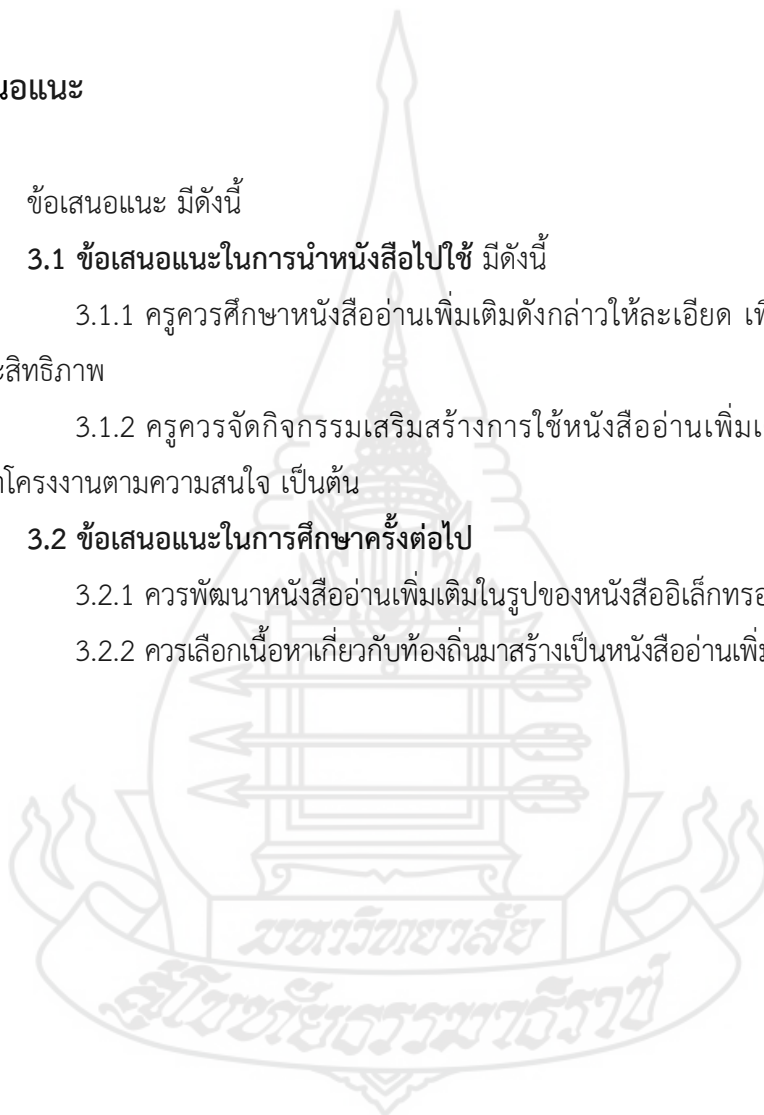 นอแนะ
ข้อเสนอแนะ มีดังนี้
3.1 ข้อเสนอแนะในการนำหนังสือไปใช้ มีดังนี้
3.1.1 ครูควรศึกษาหนังสืออ่านเพิ่มเติมดังกล่าวให้ละเอียด เพื
ะสิทธิภาพ
3.1.2 ครูควรจัดกิจกรรมเสริมสร้างการใช้หนังสืออ่านเพิ่มเ
าโครงงานตามความสนใจ เป็นต้น
3.2 ข้อเสนอแนะในการศึกษาครั้งต่อไป
3.2.1 ควรพัฒนาหนังสืออ่านเพิ่มเติมในรูปของหนังสืออิเล็กทรอ
3.2.2 ควรเลือกเนื้อหาเกี่ยวกับท้องถิ่นมาสร้างเป็นหนังสืออ่านเพิ่ม
มหาวิทยาลัย
สุโขทัยธรรมาธิราช